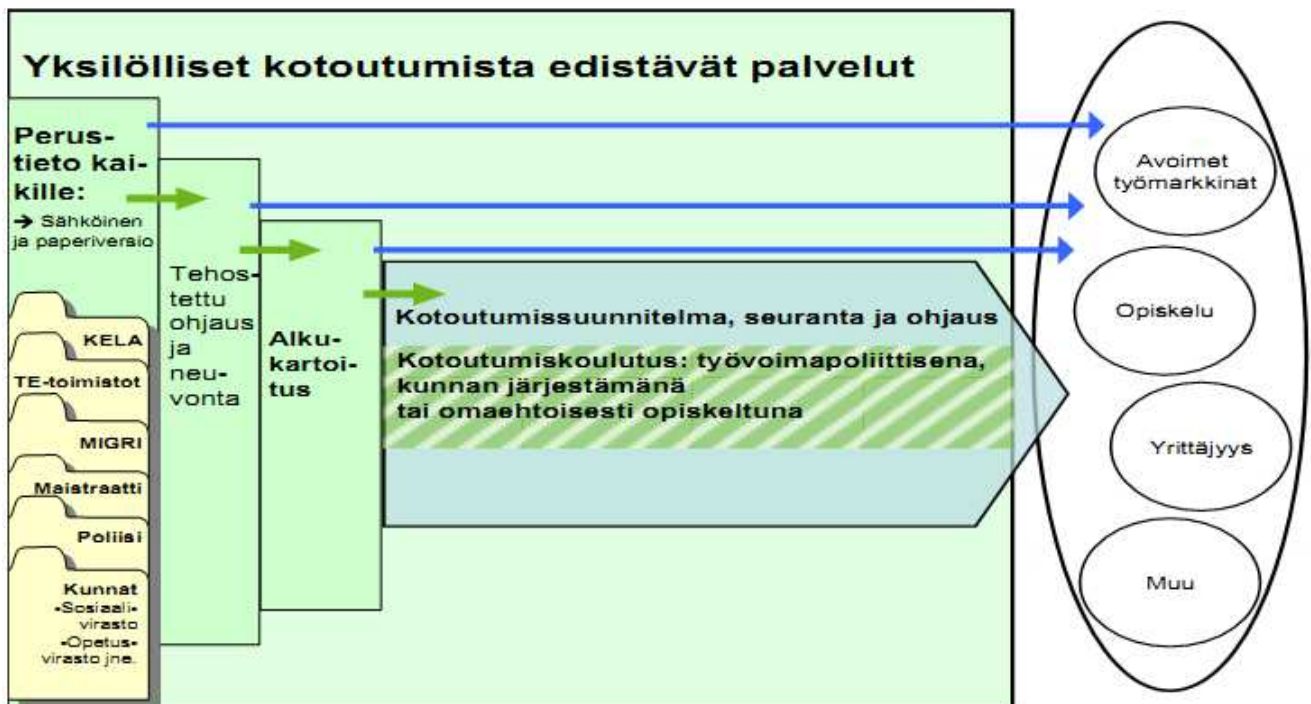 Yksilölliset kotoutumista edistävät palvelut
Perus-
tieto kai-
kille:
→ Sähköinen
ja paperiversio
KELA
TE-toimistot
MIGRI
Maistraatti
Poliisi
Kunnat
-Sosiaali-
virasto
-Opetus-
virasto jne.
Tehos-
tettu
ohjaus
ja
neu-
vonta
Alku-
kartoi-
tus
Kotoutumissuunnitelma, seuranta ja ohjaus
Kotoutumiskoulutus: työvoimapoliittisena,
kunnan järjestämänä
tai omaehtoisesti opiskeltuna
Avoimet
työmarkkinat
Opiskelu
Yrittäjyys
Muu